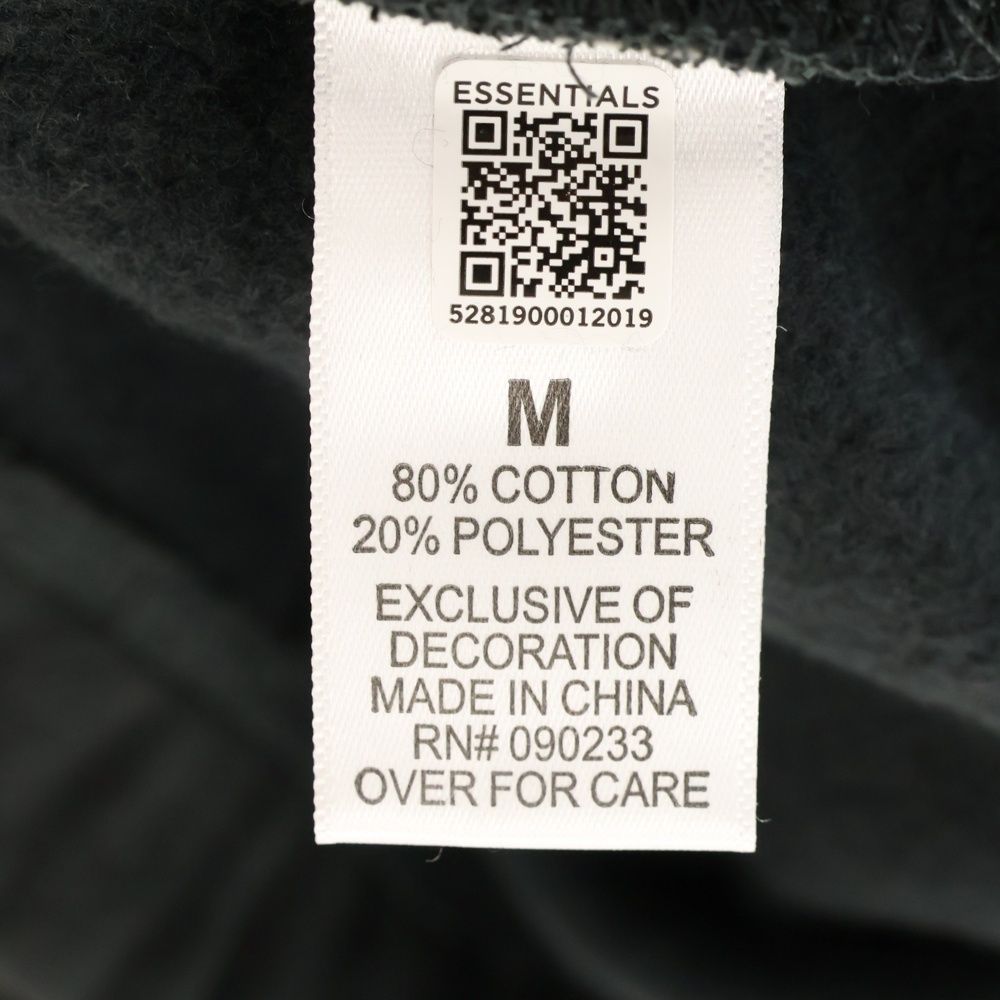 ESSENTIALS
5281900012019
M
80% COTTON
20% POLYESTER
EXCLUSIVE OF
DECORATION
MADE IN CHINA
RN# 090233
OVER FOR CARE